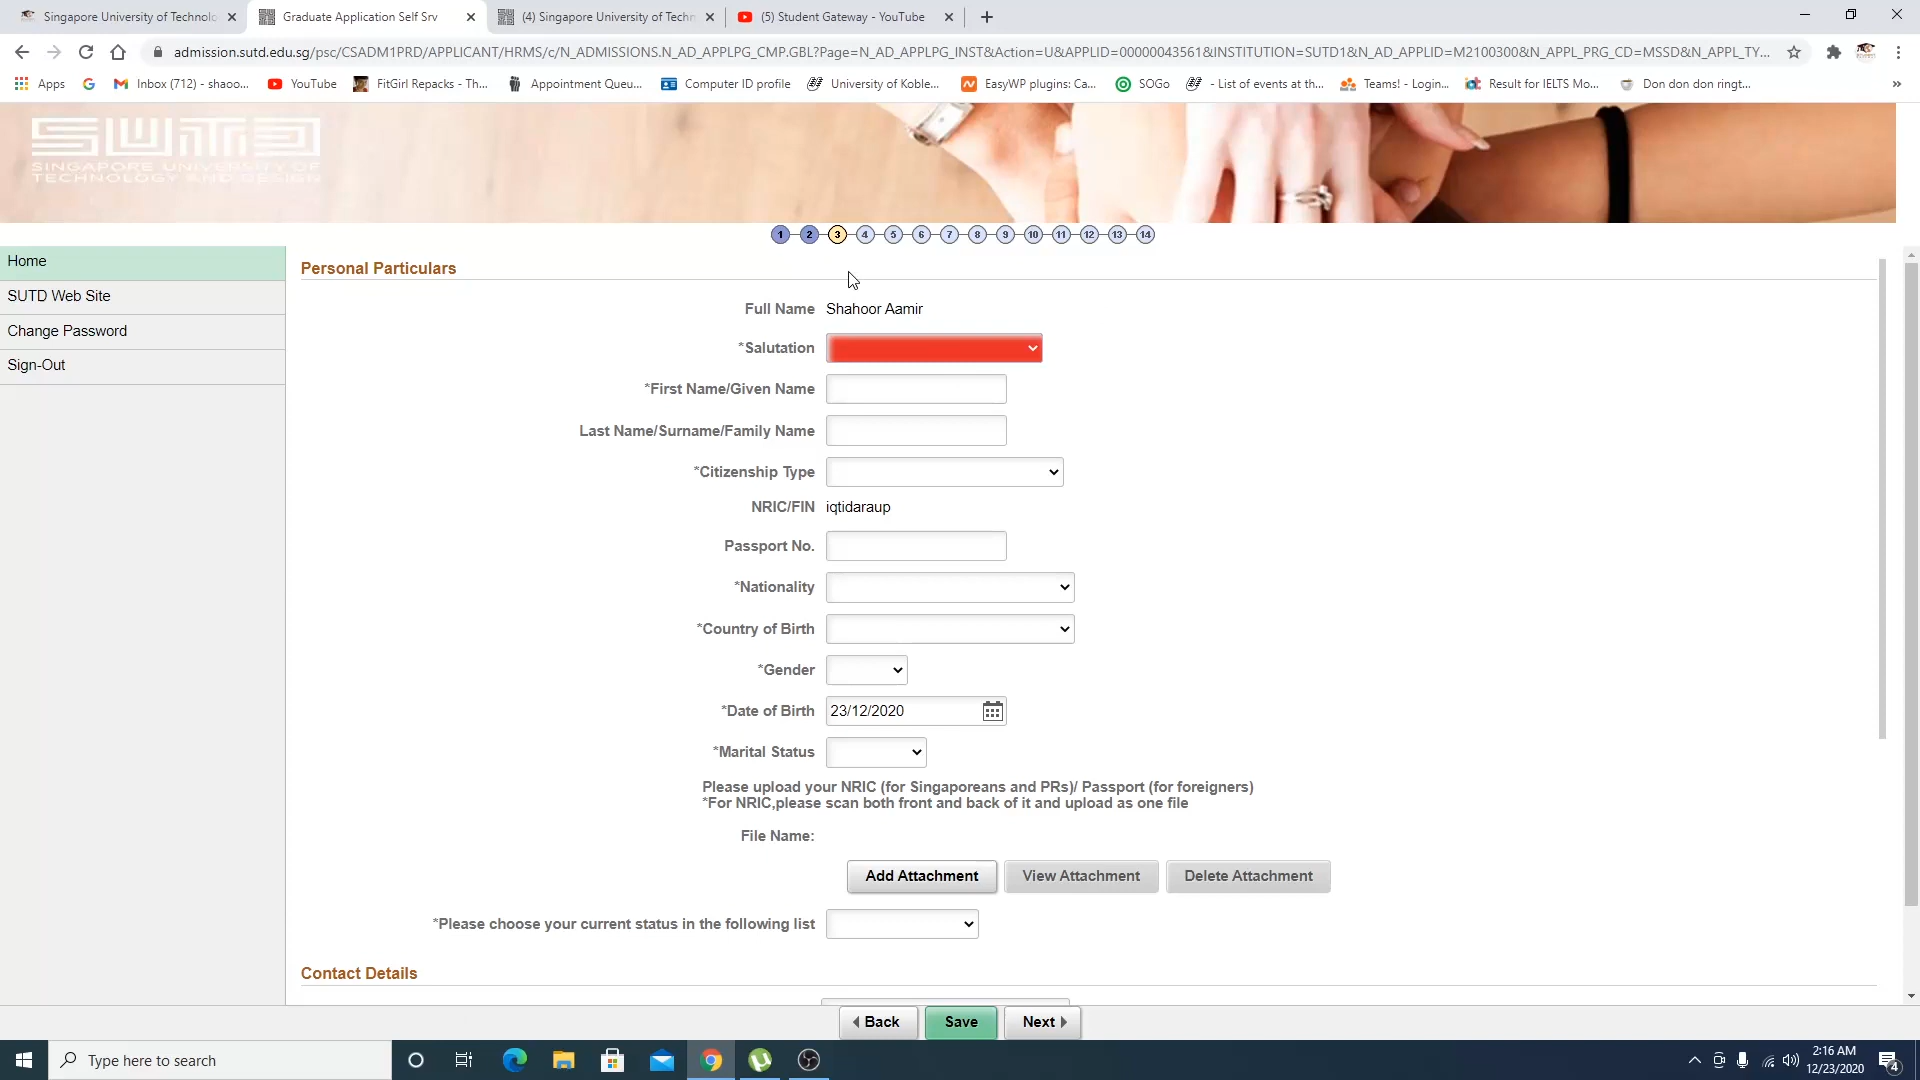 Singapore University of Technolo
Graduate Application Self Srv
(4) Singapore University of Techn
(5) Student Gateway - YouTube
admission.sutd.edu.sg/psc/CSADM1PRD/APPLICANT/HRMS/c/N_ADMISSIONS.N_AD_APPLPG_CMP.GBL?Page=N_AD_APPLPG_INST&Action=U&APPLID=00000043561&INSTITUTION=SUTD1&N_AD_APPLID=M2100300&N_APPL_PRG_CD=MSSD&N_APPL_TY...
Apps
Inbox (712) - shaoo...
YouTube
FitGirl Repacks - Th...
Appointment Queu...
Computer ID profile
University of Koble...
EasyWP plugins: Ca...
SOGo
- List of events at th...
Teams! - Login...
Result for IELTS Mo...
Don don don ringt...
»
SUTD
SINGAPORE UNIVERSITY OF
TECHNOLOGY AND DESIGN
1 2 3 4 5 6 7 8 9 10 11 12 13 14
Home
SUTD Web Site
Change Password
Sign-Out
Personal Particulars
Full Name Shahoor Aamir
*Salutation
*First Name/Given Name
Last Name/Surname/Family Name
*Citizenship Type
NRIC/FIN iqtidaraup
Passport No.
*Nationality
*Country of Birth
*Gender
*Date of Birth 23/12/2020
*Marital Status
Please upload your NRIC (for Singaporeans and PRs)/ Passport (for foreigners)
*For NRIC,please scan both front and back of it and upload as one file
File Name:
Add Attachment View Attachment Delete Attachment
*Please choose your current status in the following list
Contact Details
Back Save Next
Type here to search
2:16 AM
12/23/2020
4